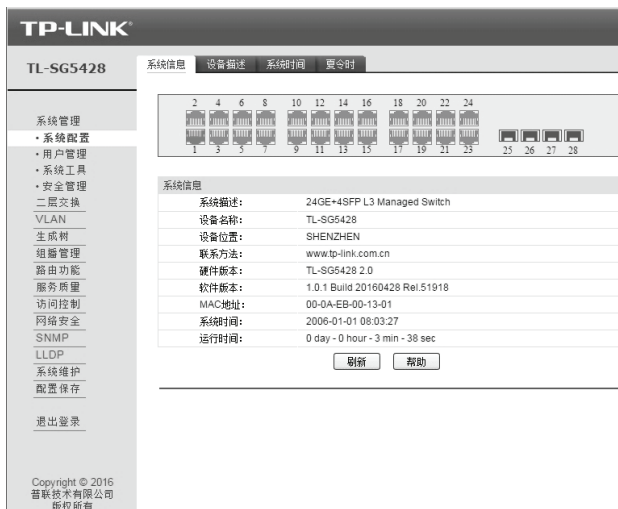 TP-LINK®
TL-SG5428
系统信息 设备描述 系统时间 夏令时
2 4 6 8 10 12 14 16 18 20 22 24
1 3 5 7 9 11 13 15 17 19 21 23 25 26 27 28
系统管理
·系统配置
·用户管理
·系统工具
·安全管理
二层交换
VLAN
生成树
组播管理
路由功能
服务质量
访问控制
网络安全
SNMP
LLDP
系统维护
配置保存
退出登录
Copyright © 2016
普联技术有限公司
版权所有
系统信息
系统描述： 24GE+4SFP L3 Managed Switch
设备名称： TL-SG5428
设备位置： SHENZHEN
联系方法： www.tp-link.com.cn
硬件版本： TL-SG5428 2.0
软件版本： 1.0.1 Build 20160428 Rel.51918
MAC地址： 00-0A-EB-00-13-01
系统时间： 2006-01-01 08:03:27
运行时间： 0 day - 0 hour - 3 min - 38 sec
刷新 帮助